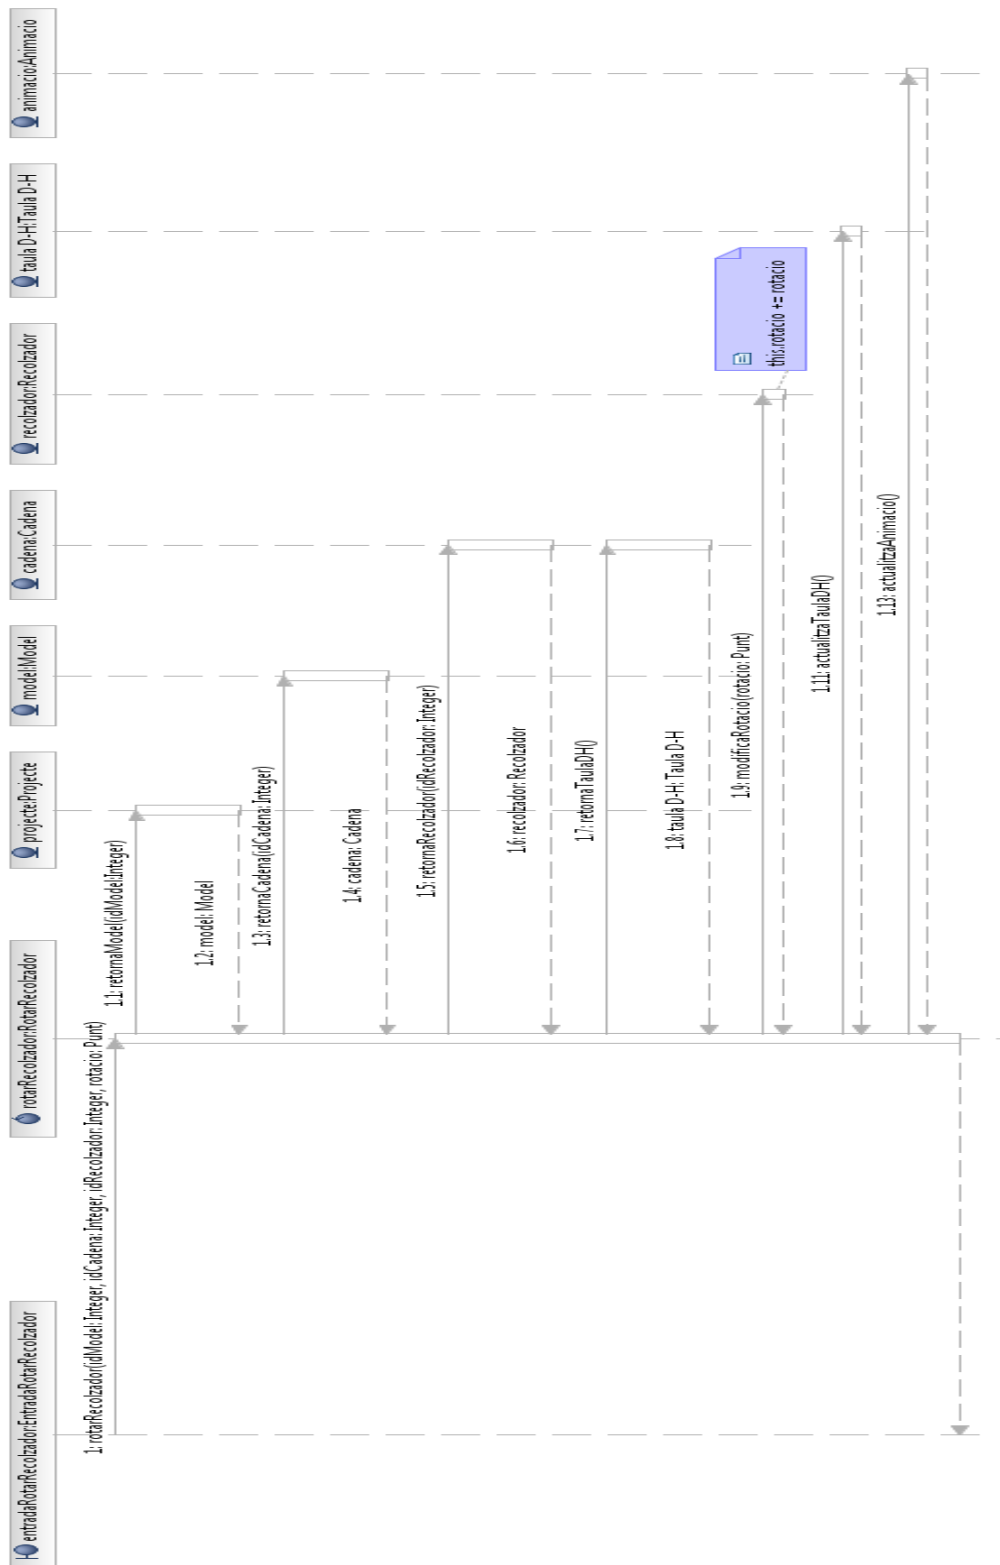 entradaRotarRecolzador:EntradaRotarRecolzador
rotarRecolzador:RotarRecolzador
projecte:Projecte
model:Model
cadena:Cadena
recolzador:Recolzador
taula D-H:Taula D-H
animacio:Animacio
1: rotarRecolzador(idModel: Integer, idCadena: Integer, idRecolzador: Integer, rotacio: Punt)
1.1: retornaModel(idModel:Integer)
1.2: model: Model
1.3: retornaCadena(idCadena: Integer)
1.4: cadena: Cadena
1.5: retornaRecolzador(idRecolzador: Integer)
1.6: recolzador: Recolzador
1.7: retornaTaulaDH()
1.8: taula D-H: Taula D-H
1.9: modificaRotacio(rotacio: Punt)
this.rotacio += rotacio
1.11: actualitzaTaulaDH()
1.13: actualitzaAnimacio()